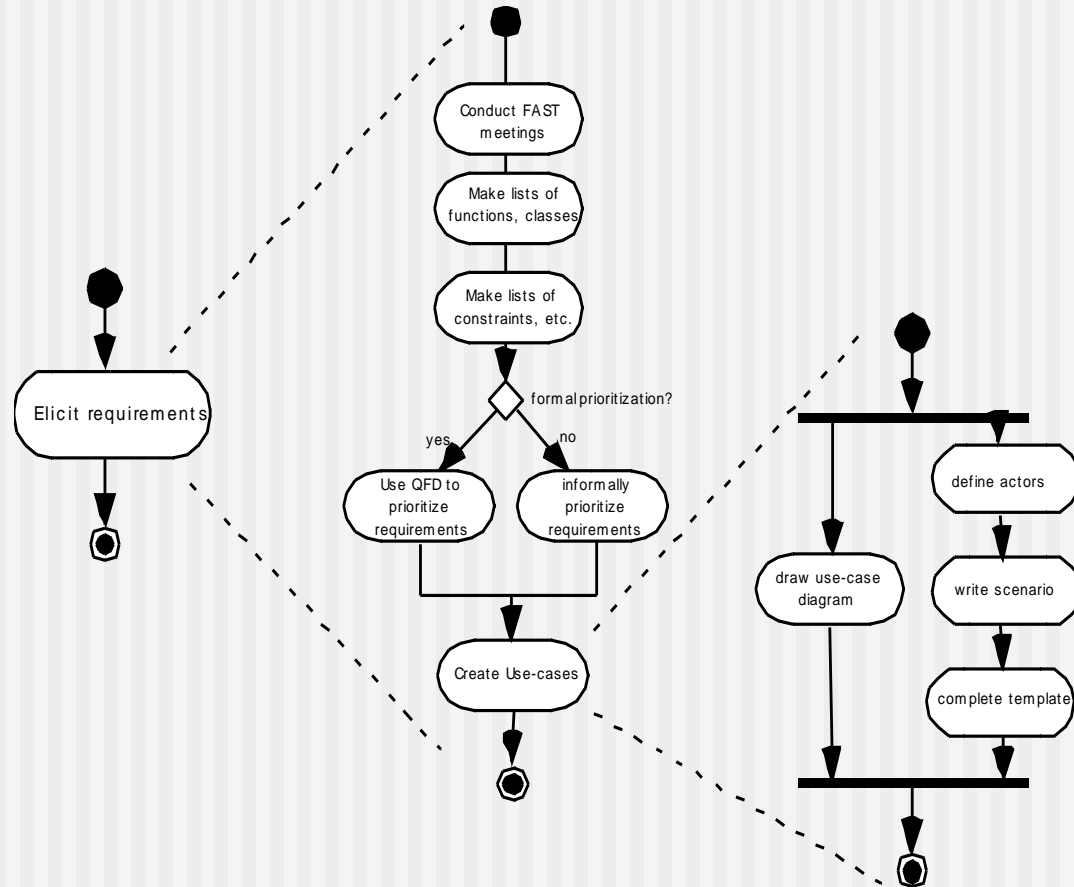 Elicit requirements
Conduct FAST
meetings
Make lists of
functions, classes
Make lists of
constraints, etc.
formal prioritization?
yes
no
Use QFD to
prioritize
requirements
informally
prioritize
requirements
Create Use-cases
draw use-case
diagram
define actors
write scenario
complete template